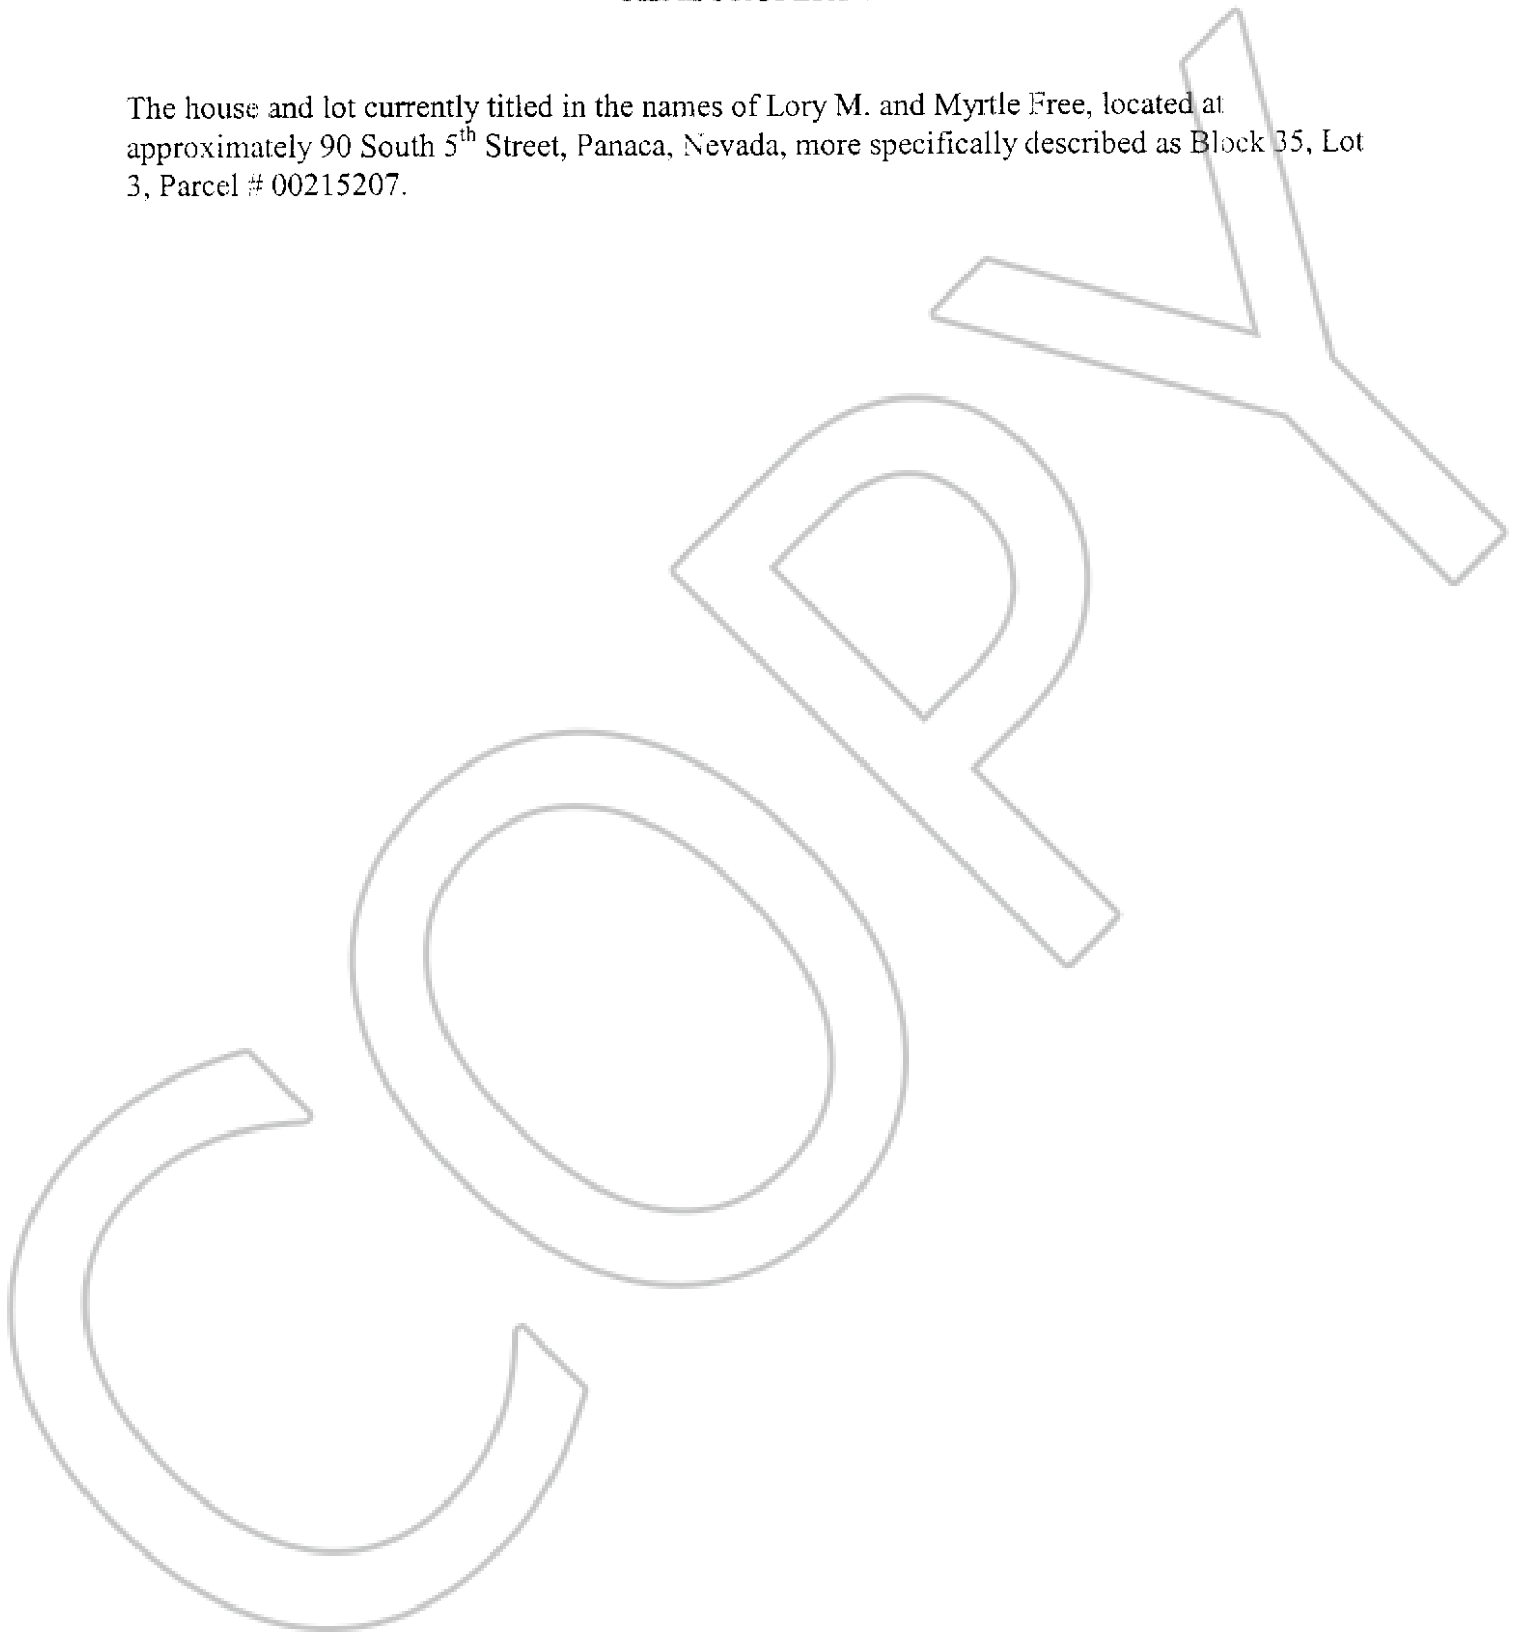 The house and lot currently titled in the names of Lory M. and Myrtle Free, located at
approximately 90 South 5th Street, Panaca, Nevada, more specifically described as Block 35, Lot
3, Parcel # 00215207.
COPY